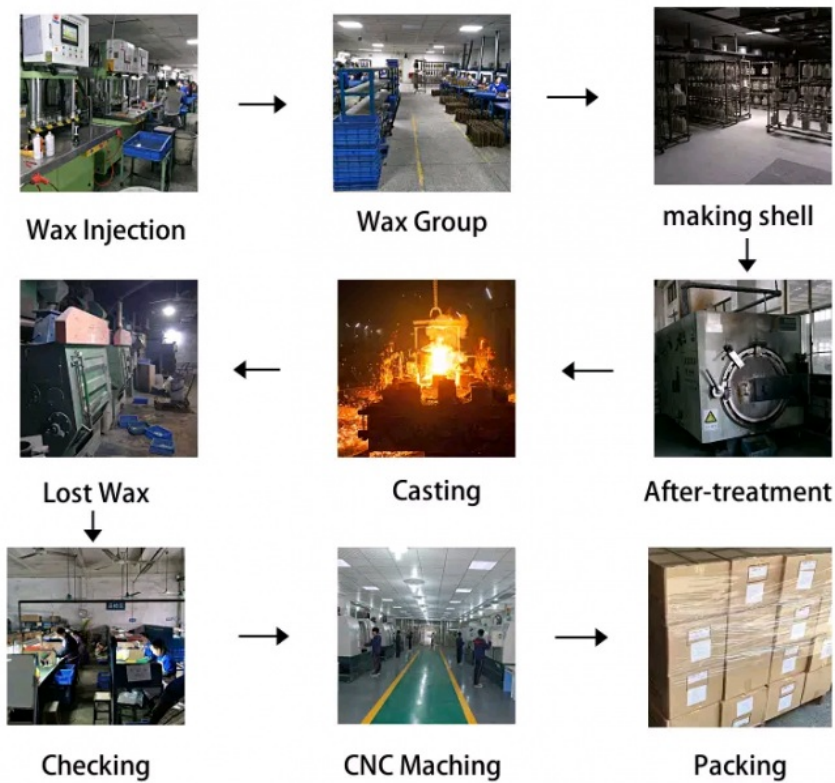 Wax Injection
Wax Group
making shell
After-treatment
Casting
Lost Wax
Checking
CNC Maching
Packing